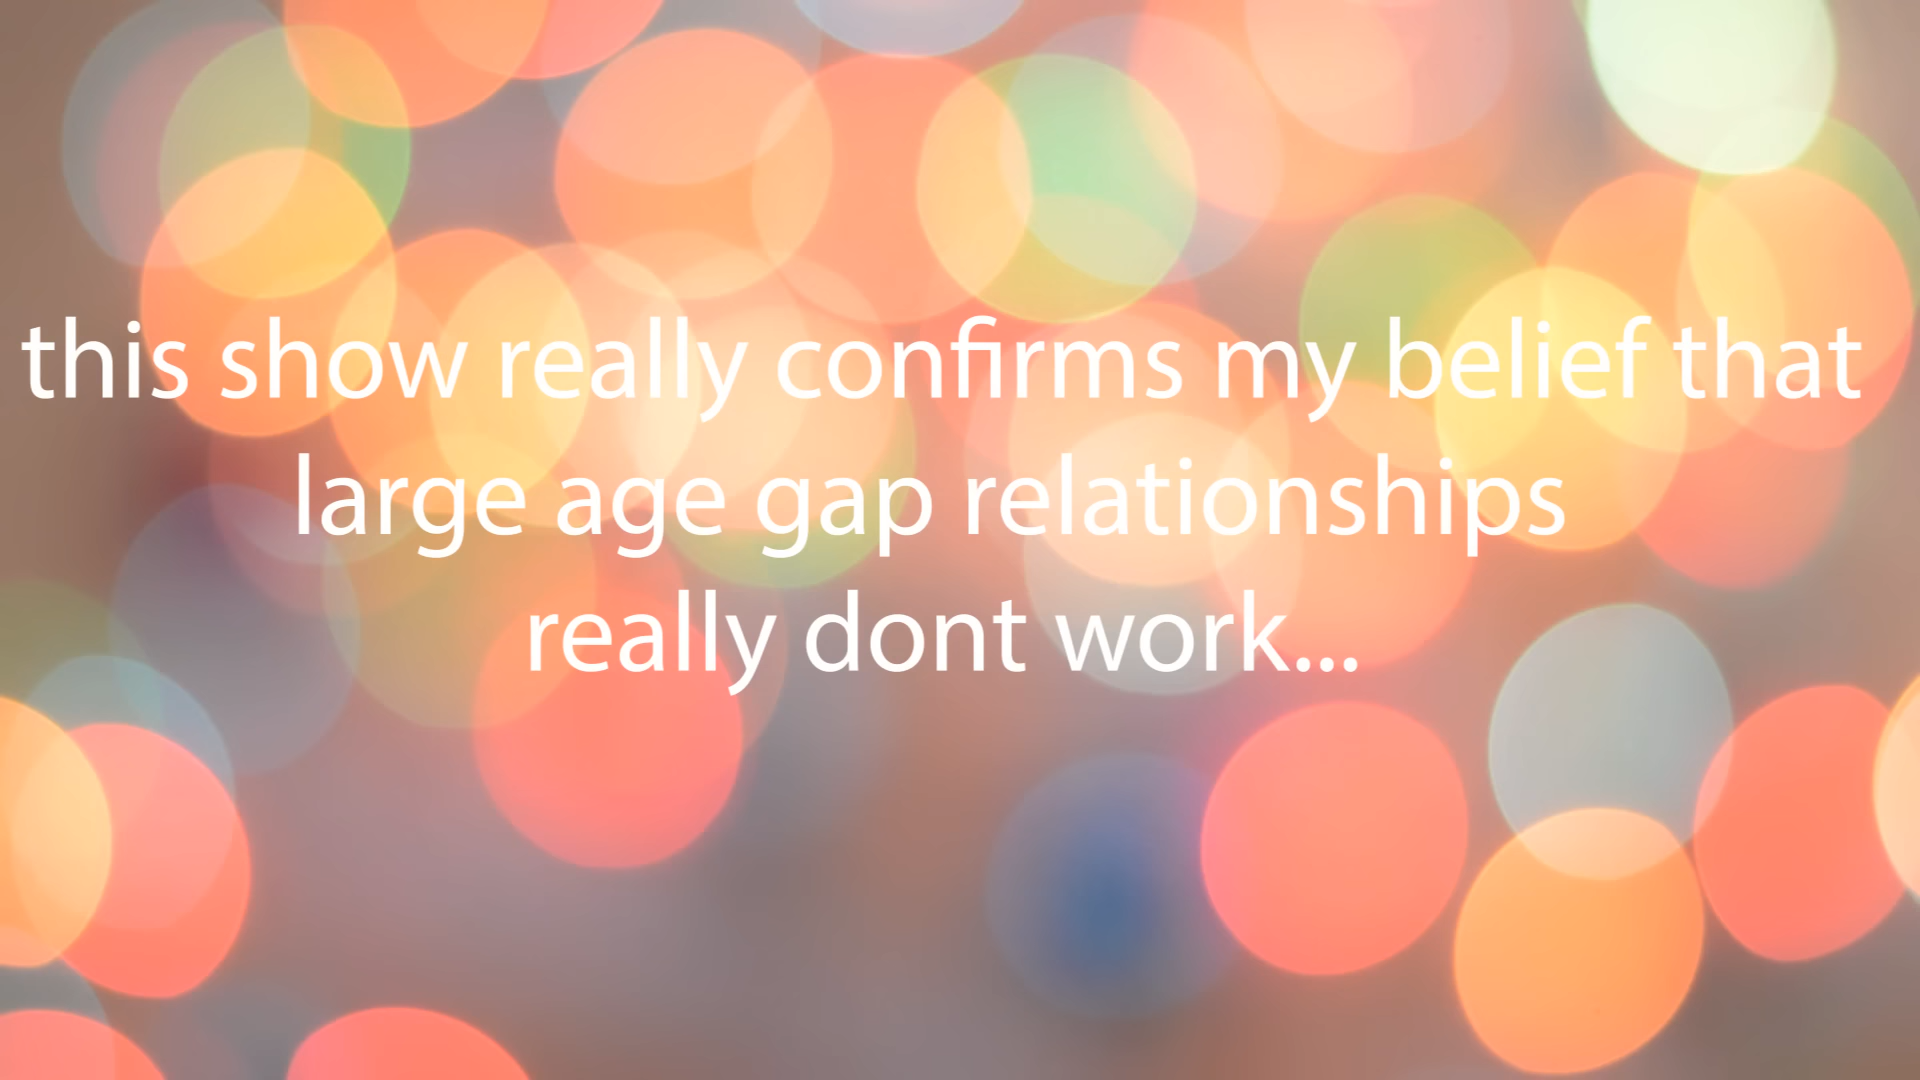 this show really confirms my belief that
large age gap relationships
really dont work...